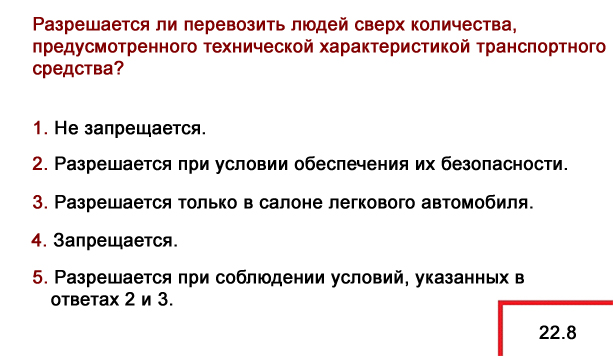 Разрешается ли перевозить людей сверх количества,
предусмотренного технической характеристикой транспортного
средства?
1. Не запрещается.
2. Разрешается при условии обеспечения их безопасности.
3. Разрешается только в салоне легкового автомобиля.
4. Запрещается.
5. Разрешается при соблюдении условий, указанных в
ответах 2 и 3.
22.8